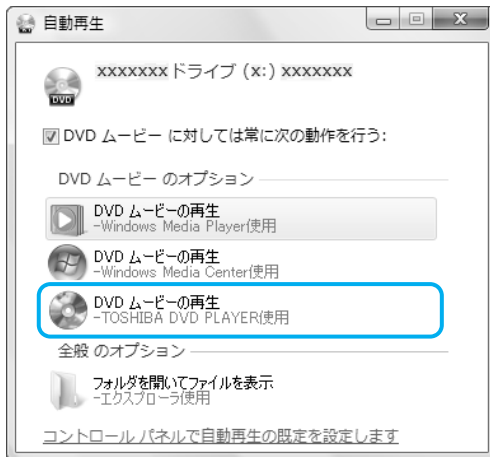 自動再生
xxxxxxx ドライブ (x:) xxxxxxx
DVD
DVD ムービー に対しては常に次の動作を行う:
DVD ムービー のオプション
DVD ムービーの再生
-Windows Media Player使用
DVD ムービーの再生
-Windows Media Center使用
DVD ムービーの再生
-TOSHIBA DVD PLAYER使用
全般 のオプション
フォルダを開いてファイルを表示
-エクスプローラ使用
コントロール パネルで自動再生の既定を設定します